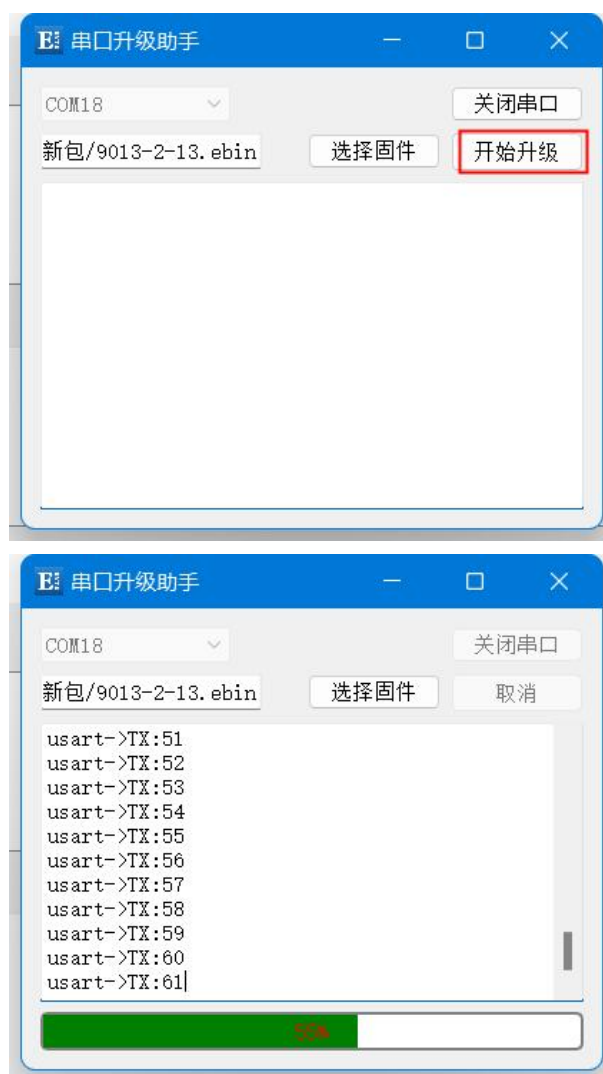 E 串口升级助手
COM18 关闭串口
新包/9013-2-13.ebin 选择固件 开始升级
E 串口升级助手
COM18 关闭串口
新包/9013-2-13.ebin 选择固件 取消
usart->TX:51
usart->TX:52
usart->TX:53
usart->TX:54
usart->TX:55
usart->TX:56
usart->TX:57
usart->TX:58
usart->TX:59
usart->TX:60
usart->TX:61